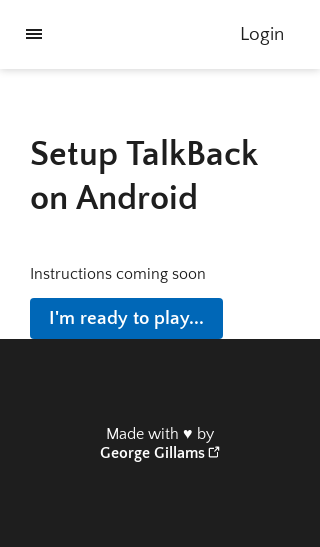 Login
Setup TalkBack
on Android
Instructions coming soon
I'm ready to play...
Made with ♥ by
George Gillams